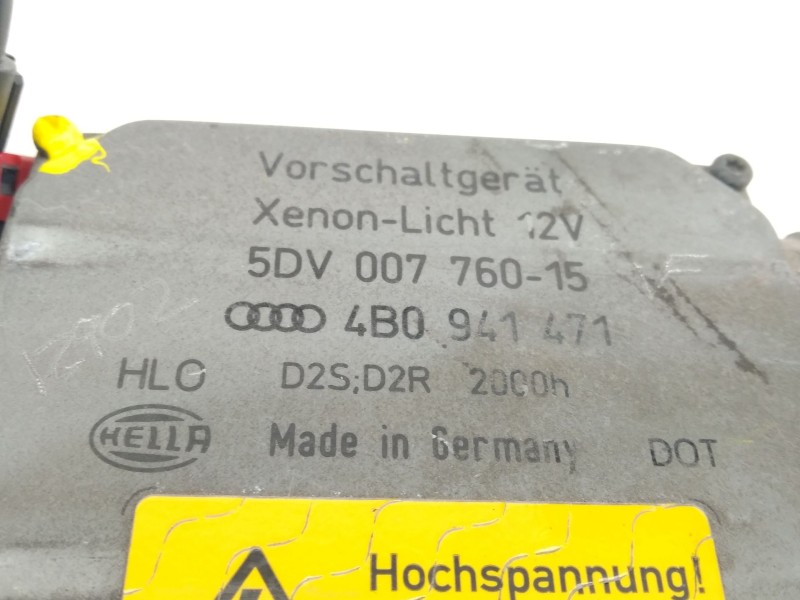 Vorschaltgerät
Xenon-Licht 12V
5DV 007 760-15
4B0 941 471
HLO D2S;D2R 2000h
HELLA Made in Germany DOT
Hochspannung!